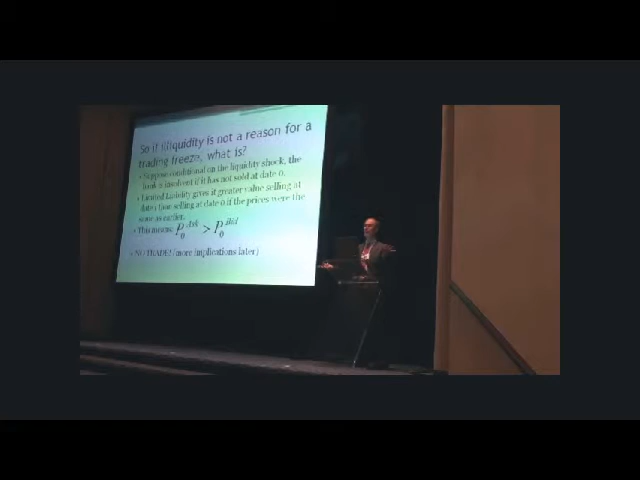 So if illiquidity is not a reason for a
trading freeze, what is?
• Suppose conditional on the liquidity shock, the
bank is insolvent if it has not sold at date 0.
• Limited Liability gives it greater value selling at
date 1 than selling at date 0 if the prices were the
same as earlier.
• This means P₀ > P₀
• NO TRADE! (more implications later)